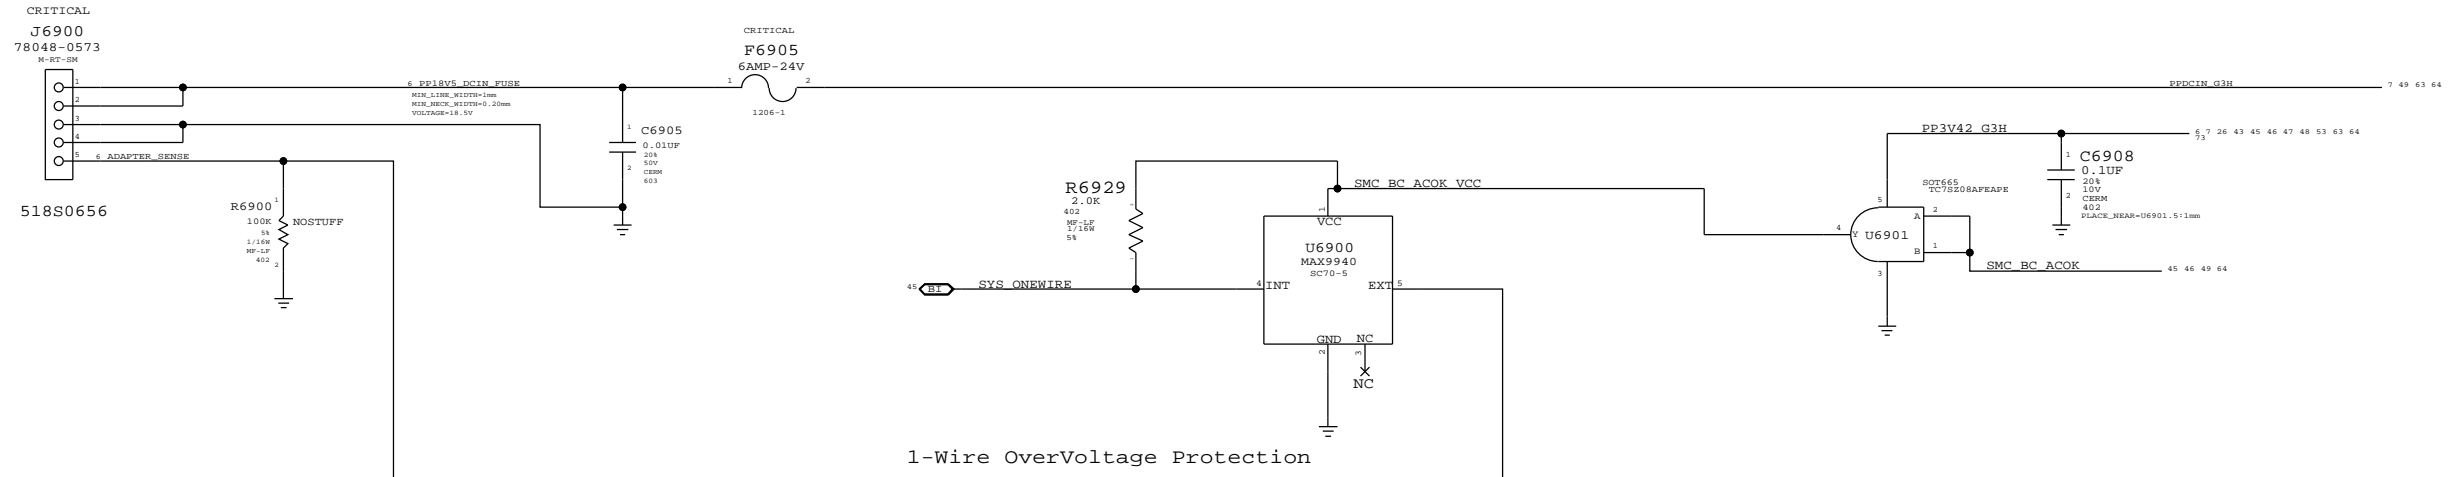 CRITICAL
J6900
78048-0573
M-RT-SM
1
2
3
4
5
518S0656
6 PP18V5_DCIN_FUSE
MIN_LINE_WIDTH=1mm
MIN_NECK_WIDTH=0.20mm
VOLTAGE=18.5V
6 ADAPTER_SENSE
R6900
100K
5%
1/16W
MF-LF
402
1
2
NOSTUFF
1
C6905
0.01UF
20%
50V
CERM
603
2
CRITICAL
F6905
6AMP-24V
1
2
1206-1
PPDCIN_G3H
7 49 63 64
R6929
2.0K
402
MF-LF
1/16W
5%
45
BI
SYS_ONEWIRE
SMC_BC_ACOK_VCC
1
VCC
U6900
MAX9940
SC70-5
4
INT
EXT
5
GND
NC
2
3
NC
1-Wire OverVoltage Protection
PP3V42_G3H
6 7 26 43 45 46 47 48 53 63 64
73
1
C6908
0.1UF
20%
10V
CERM
402
PLACE_NEAR=U6901.5:1mm
2
SOT665
TC7SZ08AFEAPE
5
A
2
4
Y
U6901
B
1
3
SMC_BC_ACOK
45 46 49 64